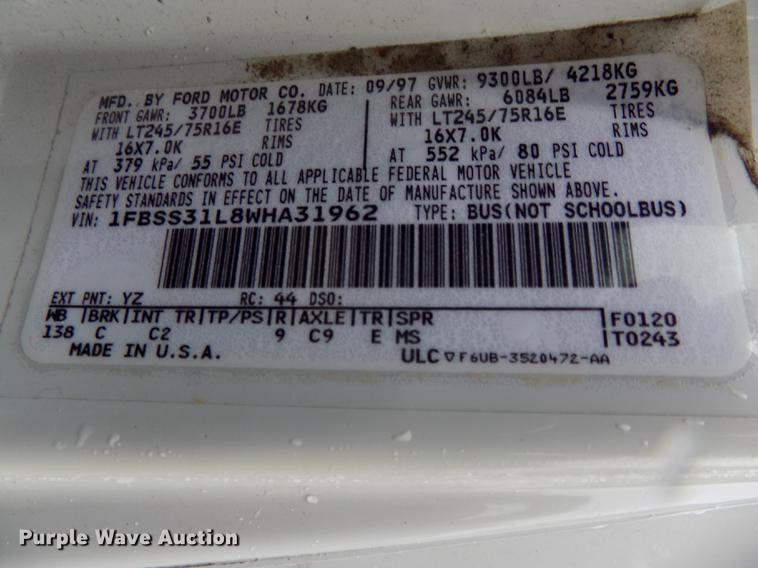 MFD. BY FORD MOTOR CO. DATE: 09/97 GVWR: 9300LB/ 4218KG
FRONT GAWR: 3700LB 1678KG REAR GAWR: 6084LB 2759KG
WITH LT245/75R16E TIRES WITH LT245/75R16E TIRES
16X7.0K RIMS 16X7.0K RIMS
AT 379 kPa/ 55 PSI COLD AT 552 kPa/ 80 PSI COLD
THIS VEHICLE CONFORMS TO ALL APPLICABLE FEDERAL MOTOR VEHICLE
SAFETY STANDARDS IN EFFECT ON THE DATE OF MANUFACTURE SHOWN ABOVE.
VIN: 1FBSS31L8WHA31962 TYPE: BUS(NOT SCHOOLBUS)
EXT PNT: YZ RC: 44 DSO:
WB |BRK|INT TR|TP/PS|R|AXLE|TR|SPR |F0120
138 C C2 9 C9 E MS |T0243
MADE IN U.S.A. ULC ▽ F6UB-3520472-AA
Purple Wave Auction